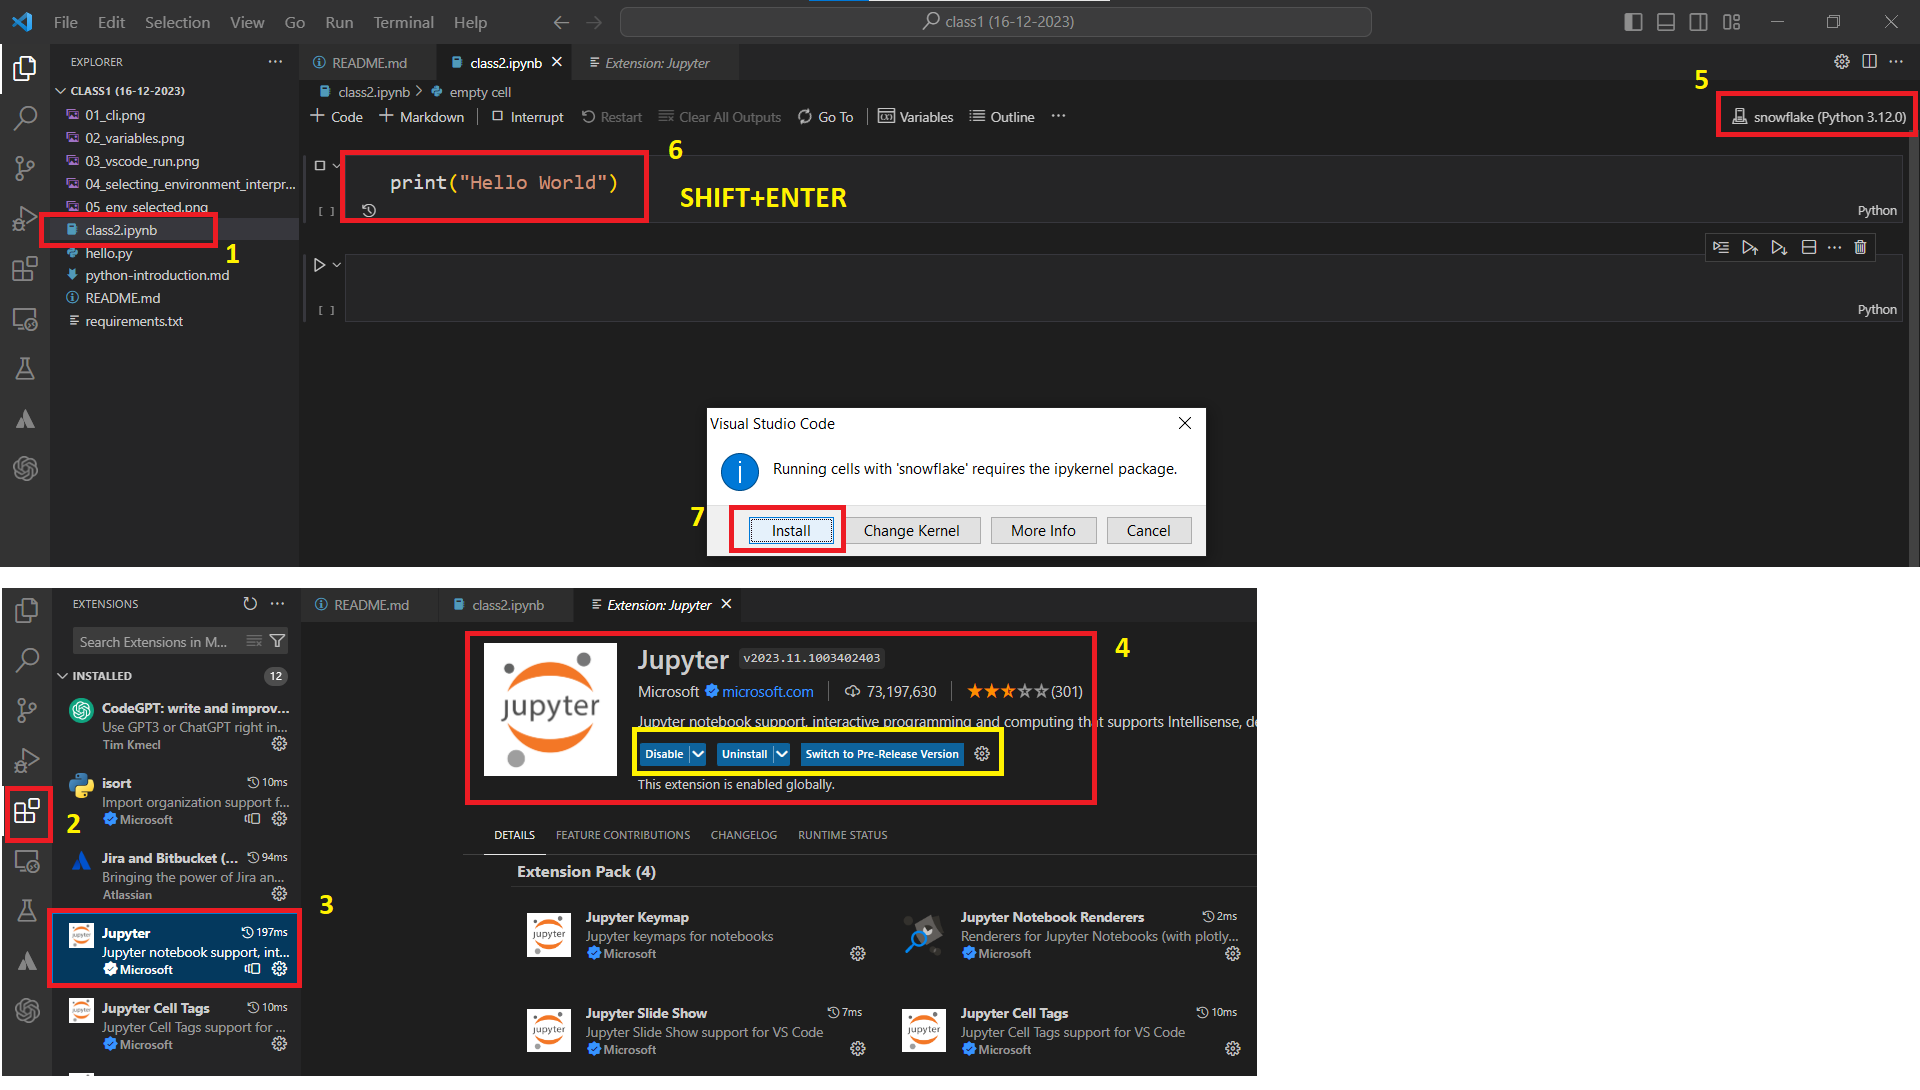 File Edit Selection View Go Run Terminal Help
class1 (16-12-2023)
EXPLORER
README.md
class2.ipynb
Extension: Jupyter
CLASS1 (16-12-2023)
01_cli.png
02_variables.png
03_vscode_run.png
04_selecting_environment_interpr...
05_env_selected.png
class2.ipynb
hello.py
python-introduction.md
README.md
requirements.txt
1
class2.ipynb > empty cell
Code Markdown Interrupt Restart Clear All Outputs Go To Variables Outline
5
snowflake (Python 3.12.0)
6
print("Hello World")
SHIFT+ENTER
[ ]
Python
[ ]
Python
Visual Studio Code
Running cells with 'snowflake' requires the ipykernel package.
7
Install Change Kernel More Info Cancel
EXTENSIONS
README.md
class2.ipynb
Extension: Jupyter
Search Extensions in M...
INSTALLED
12
CodeGPT: write and improv...
Use GPT3 or ChatGPT right in...
Tim Kmecl
isort 10ms
Import organization support f...
Microsoft
2
Jira and Bitbucket (... 94ms
Bringing the power of Jira an...
Atlassian
3
Jupyter 197ms
Jupyter notebook support, int...
Microsoft
Jupyter Cell Tags 10ms
Jupyter Cell Tags support for ...
Microsoft
4
jupyter
Jupyter v2023.11.1003402403
Microsoft microsoft.com 73,197,630 (301)
Jupyter notebook support, interactive programming and computing that supports Intellisense, de
Disable Uninstall Switch to Pre-Release Version
This extension is enabled globally.
DETAILS FEATURE CONTRIBUTIONS CHANGELOG RUNTIME STATUS
Extension Pack (4)
jupyter
Jupyter Keymap
Jupyter keymaps for notebooks
Microsoft
Jupyter Notebook Renderers 2ms
Renderers for Jupyter Notebooks (with plotly...
Microsoft
jupyter
Jupyter Slide Show 7ms
Jupyter Slide Show support for VS Code
Microsoft
jupyter
Jupyter Cell Tags 10ms
Jupyter Cell Tags support for VS Code
Microsoft